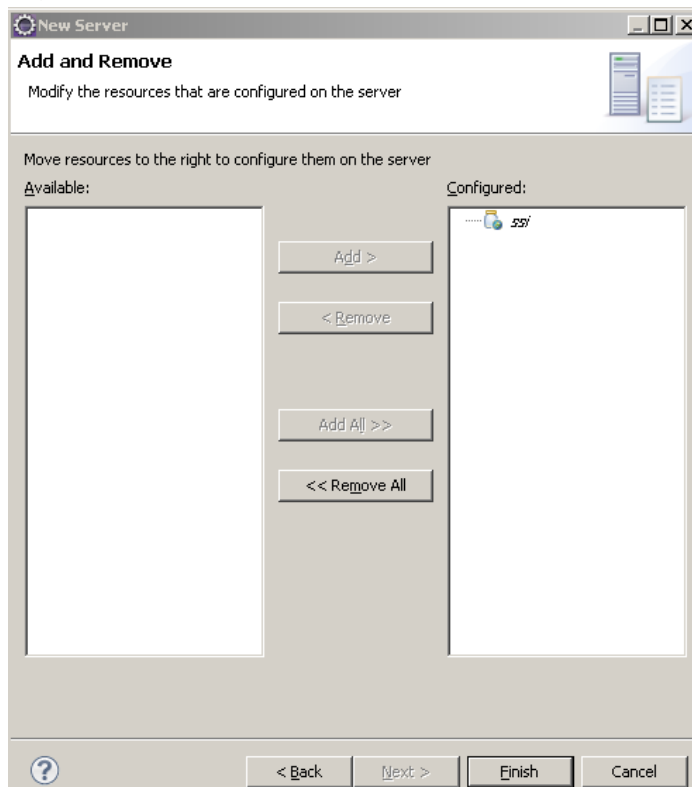 New Server
Add and Remove
Modify the resources that are configured on the server
Move resources to the right to configure them on the server
Available:
Configured:
ssi
Add >
< Remove
Add All >>
<< Remove All
< Back
Next >
Finish
Cancel